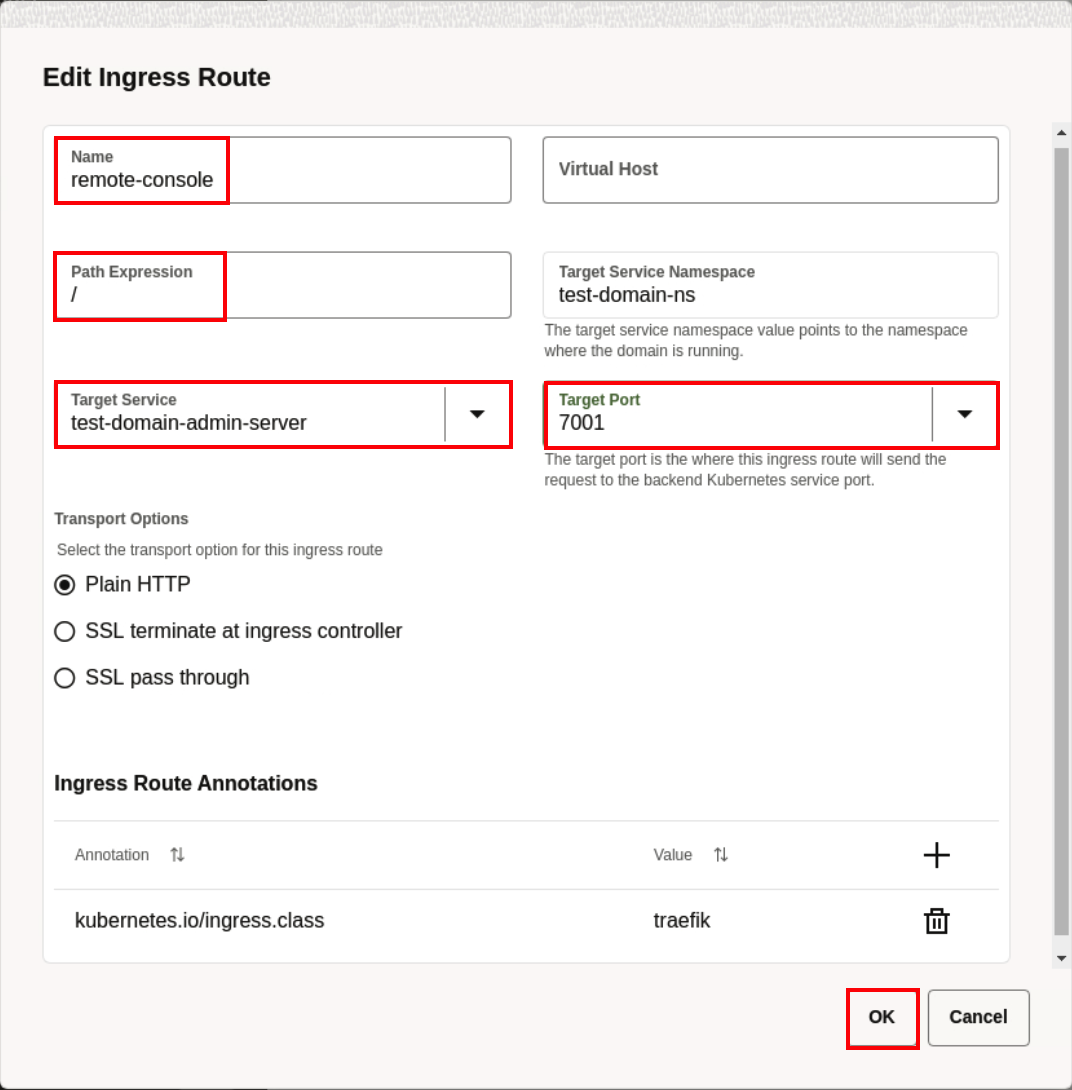 Edit Ingress Route
Name
remote-console
Virtual Host
Path Expression
/
Target Service Namespace
test-domain-ns
The target service namespace value points to the namespace
where the domain is running.
Target Service
test-domain-admin-server
Target Port
7001
The target port is the where this ingress route will send the
request to the backend Kubernetes service port.
Transport Options
Select the transport option for this ingress route
Plain HTTP
SSL terminate at ingress controller
SSL pass through
Ingress Route Annotations
Annotation Value
kubernetes.io/ingress.class traefik
OK Cancel